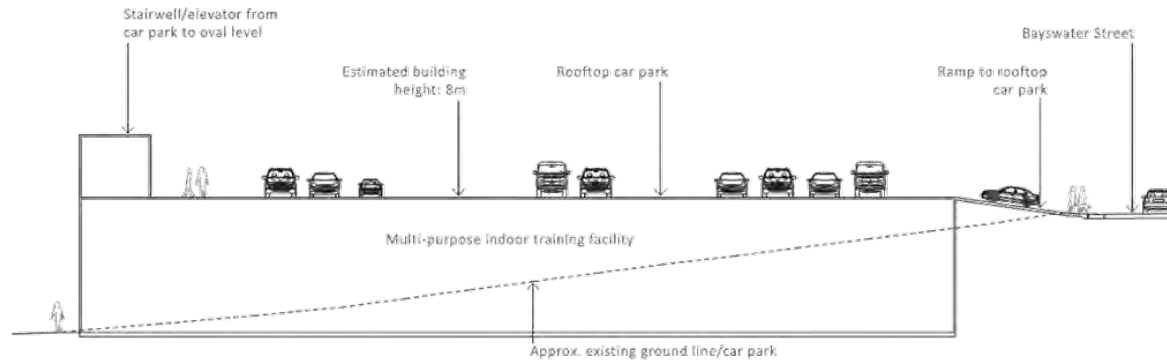 Stairwell/elevator from
car park to oval level
Estimated building
height: 8m
Rooftop car park
Bayswater Street
Ramp to rooftop
car park
Multi-purpose indoor training facility
Approx. existing ground line/car park